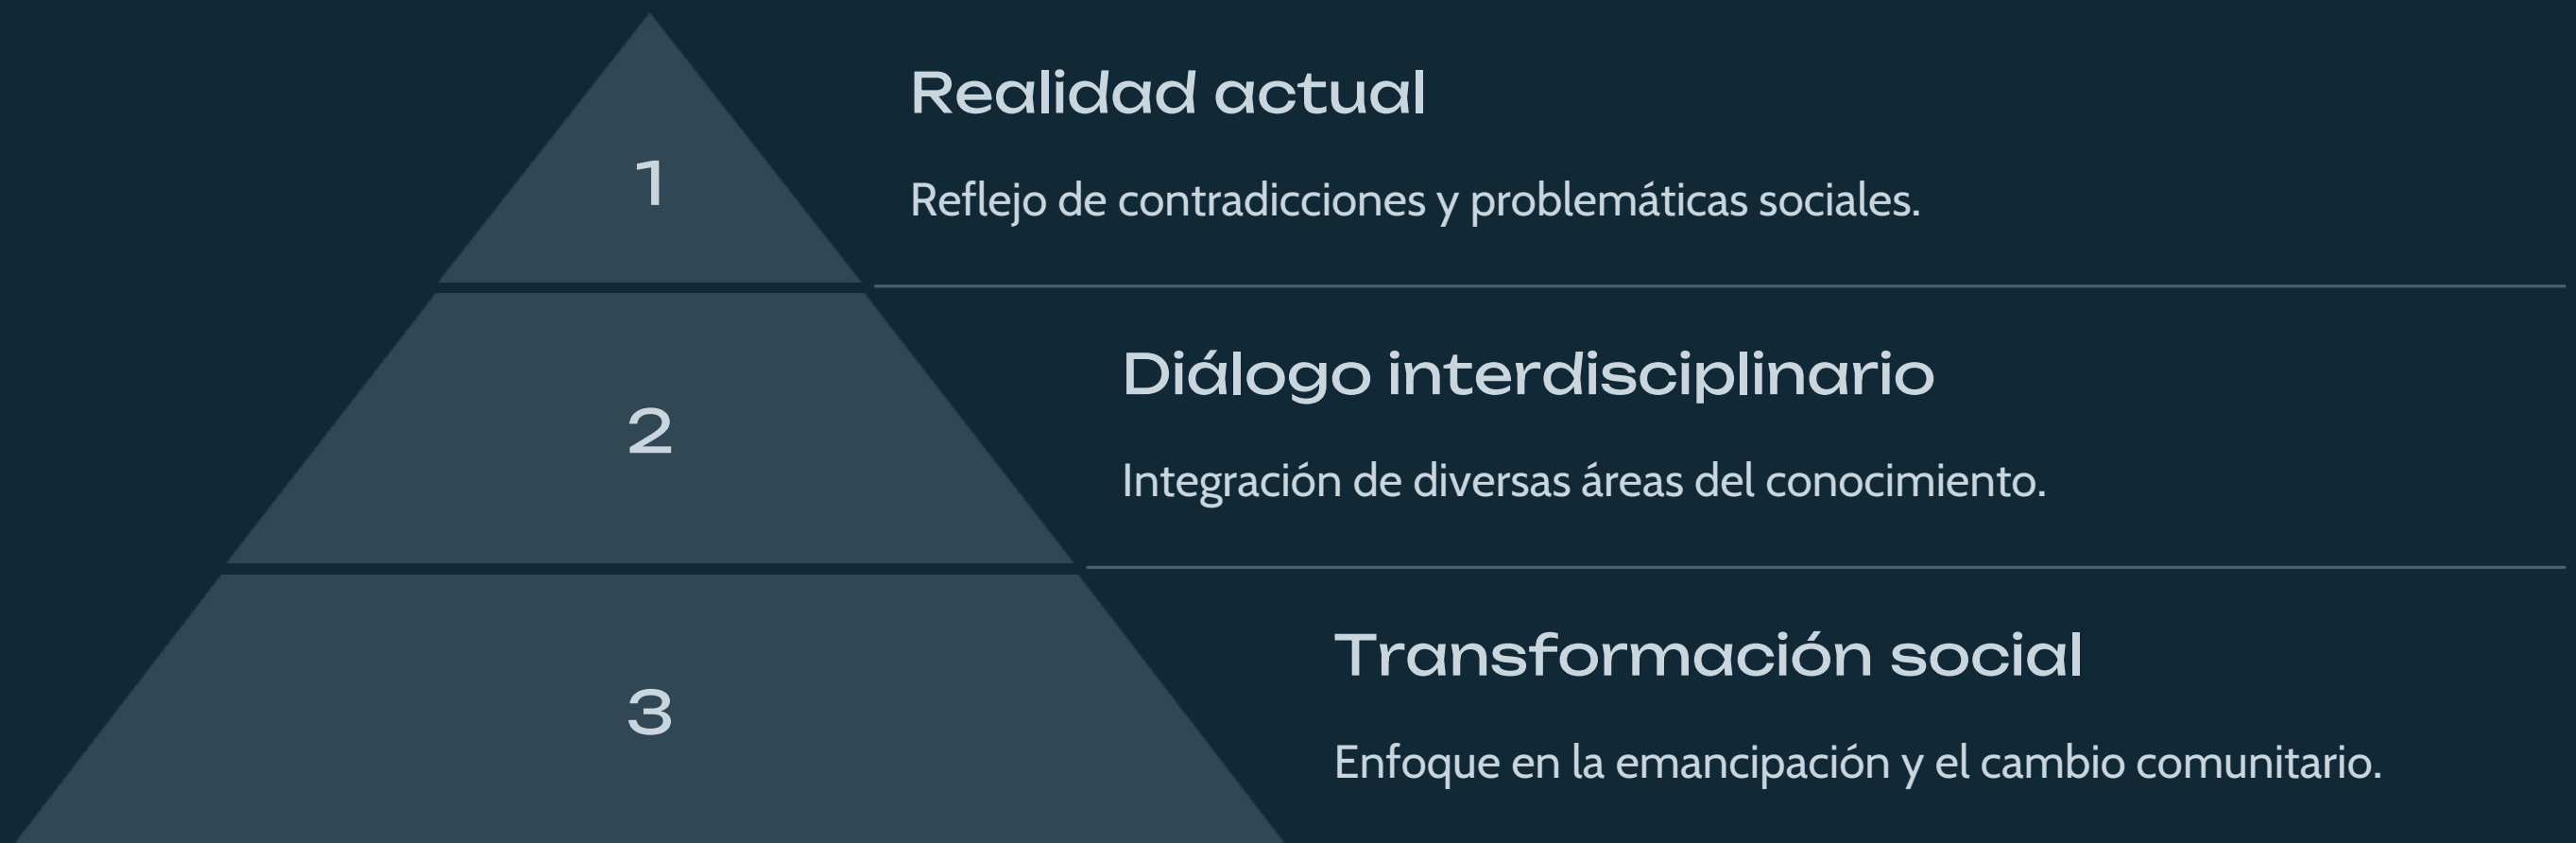 1
Realidad actual
Reflejo de contradicciones y problemáticas sociales.
2
Diálogo interdisciplinario
Integración de diversas áreas del conocimiento.
3
Transformación social
Enfoque en la emancipación y el cambio comunitario.